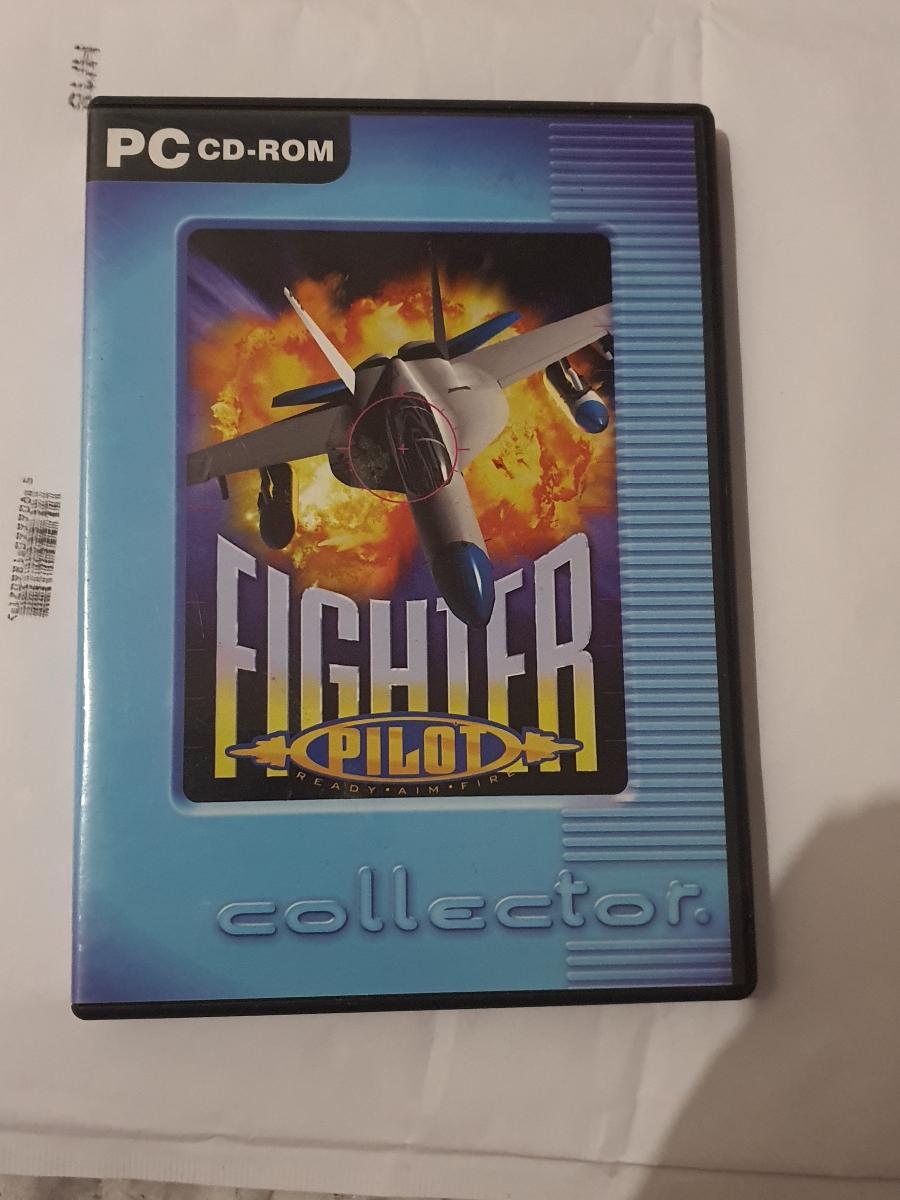 PC CD-ROM
FIGHTER
PILOT
READY • AIM • FIRE
collector.